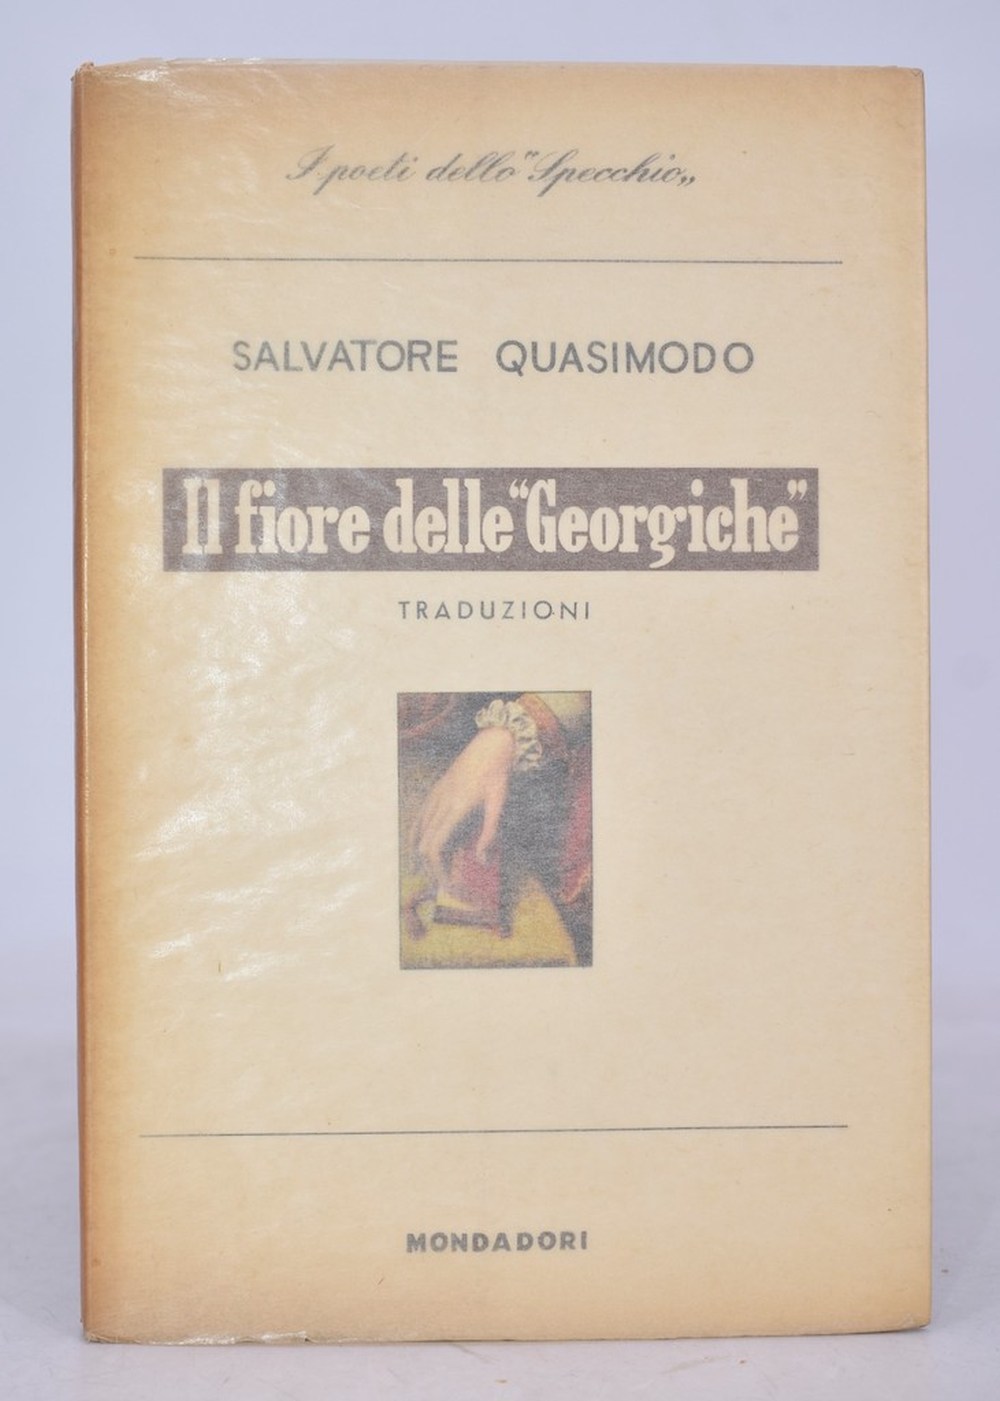 I poeti dello "Specchio„
SALVATORE QUASIMODO
Il fiore delle “Georgiche”
TRADUZIONI
MONDADORI